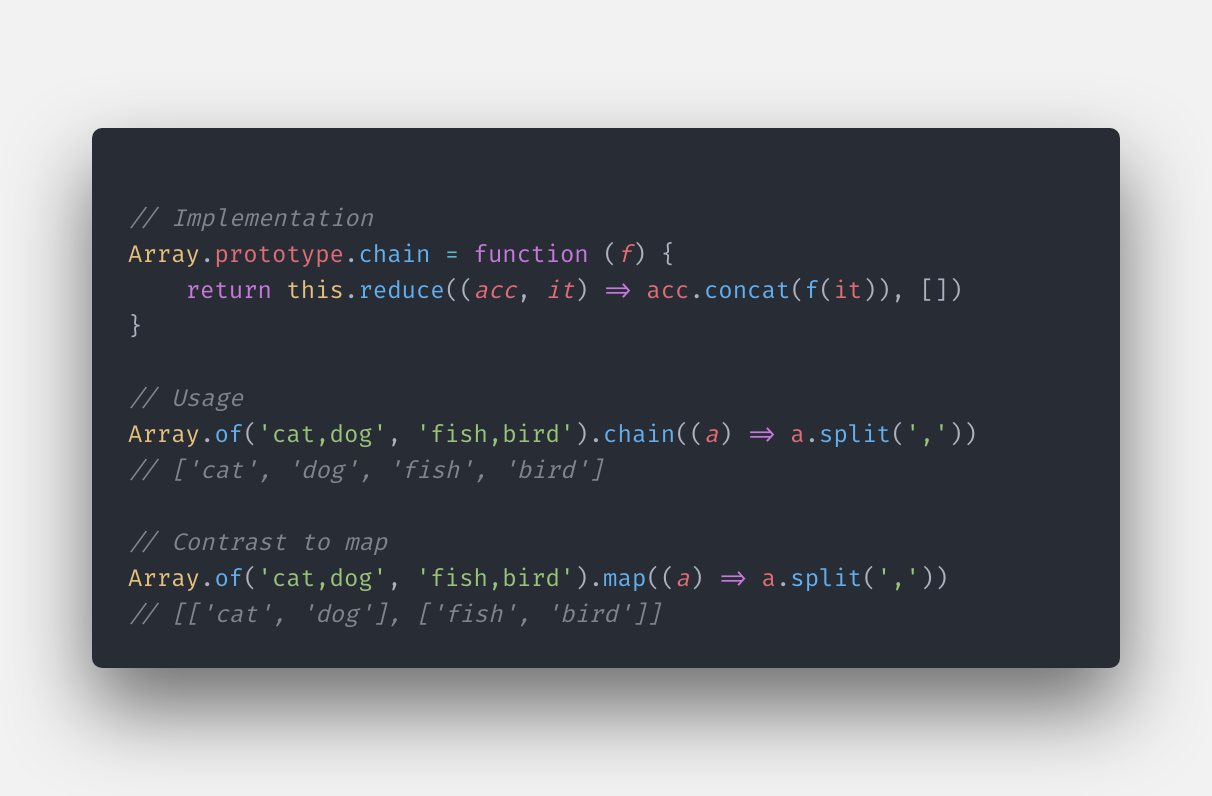 // Implementation
Array.prototype.chain = function (f) {
    return this.reduce((acc, it) => acc.concat(f(it)), [])
}
// Usage
Array.of('cat,dog', 'fish,bird').chain((a) => a.split(','))
// ['cat', 'dog', 'fish', 'bird']
// Contrast to map
Array.of('cat,dog', 'fish,bird').map((a) => a.split(','))
// [['cat', 'dog'], ['fish', 'bird']]